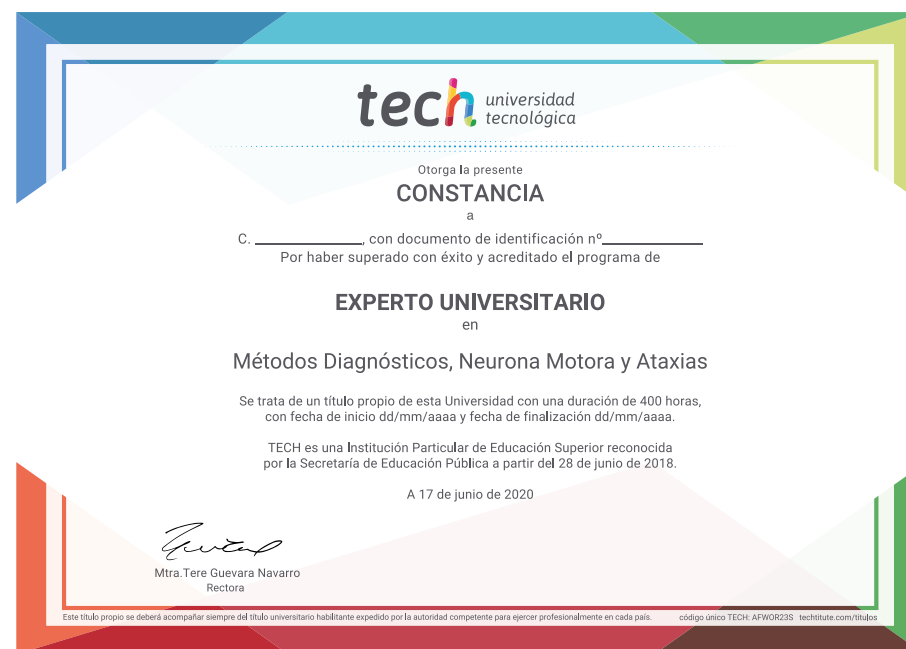 tech universidad
tecnológica
Otorga la presente
CONSTANCIA
a
C. ______________, con documento de identificación nº_____________
Por haber superado con éxito y acreditado el programa de
EXPERTO UNIVERSITARIO
en
Métodos Diagnósticos, Neurona Motora y Ataxias
Se trata de un título propio de esta Universidad con una duración de 400 horas,
con fecha de inicio dd/mm/aaaa y fecha de finalización dd/mm/aaaa.
TECH es una Institución Particular de Educación Superior reconocida
por la Secretaría de Educación Pública a partir del 28 de junio de 2018.
A 17 de junio de 2020
Mtra.Tere Guevara Navarro
Rectora
Este título propio se deberá acompañar siempre del título universitario habilitante expedido por la autoridad competente para ejercer profesionalmente en cada país. código único TECH: AFWOR23S techtitute.com/titulos